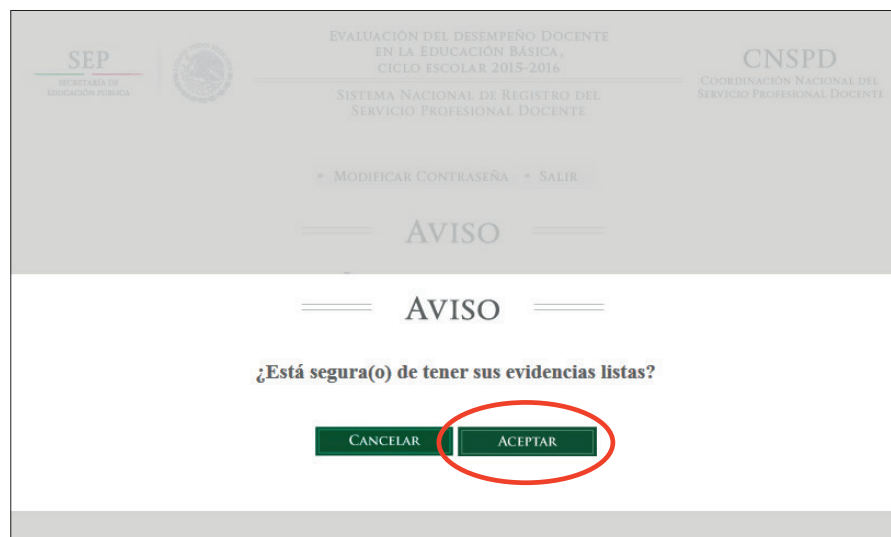 SEP
SECRETARÍA DE
EDUCACIÓN PÚBLICA
EVALUACIÓN DEL DESEMPEÑO DOCENTE
EN LA EDUCACIÓN BÁSICA,
CICLO ESCOLAR 2015-2016
SISTEMA NACIONAL DE REGISTRO DEL
SERVICIO PROFESIONAL DOCENTE
CNSPD
COORDINACIÓN NACIONAL DEL
SERVICIO PROFESIONAL DOCENTE
• MODIFICAR CONTRASEÑA • SALIR
AVISO
AVISO
¿Está segura(o) de tener sus evidencias listas?
CANCELAR ACEPTAR